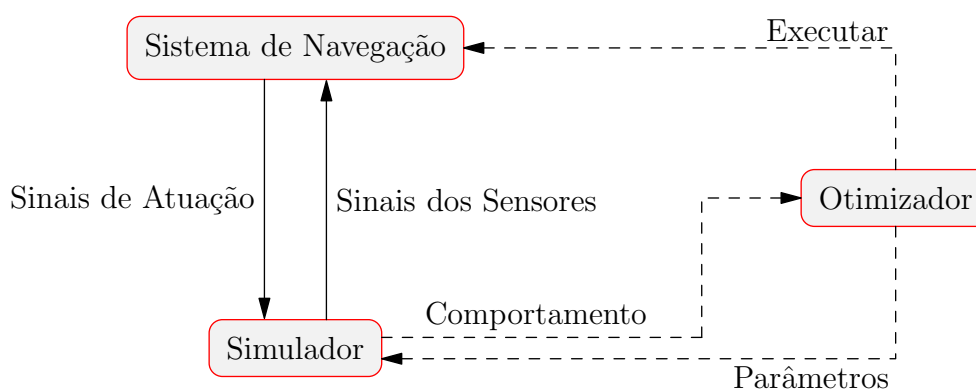 Executar
Sistema de Navegação
Sinais de Atuação
Sinais dos Sensores
Otimizador
Comportamento
Simulador
Parâmetros